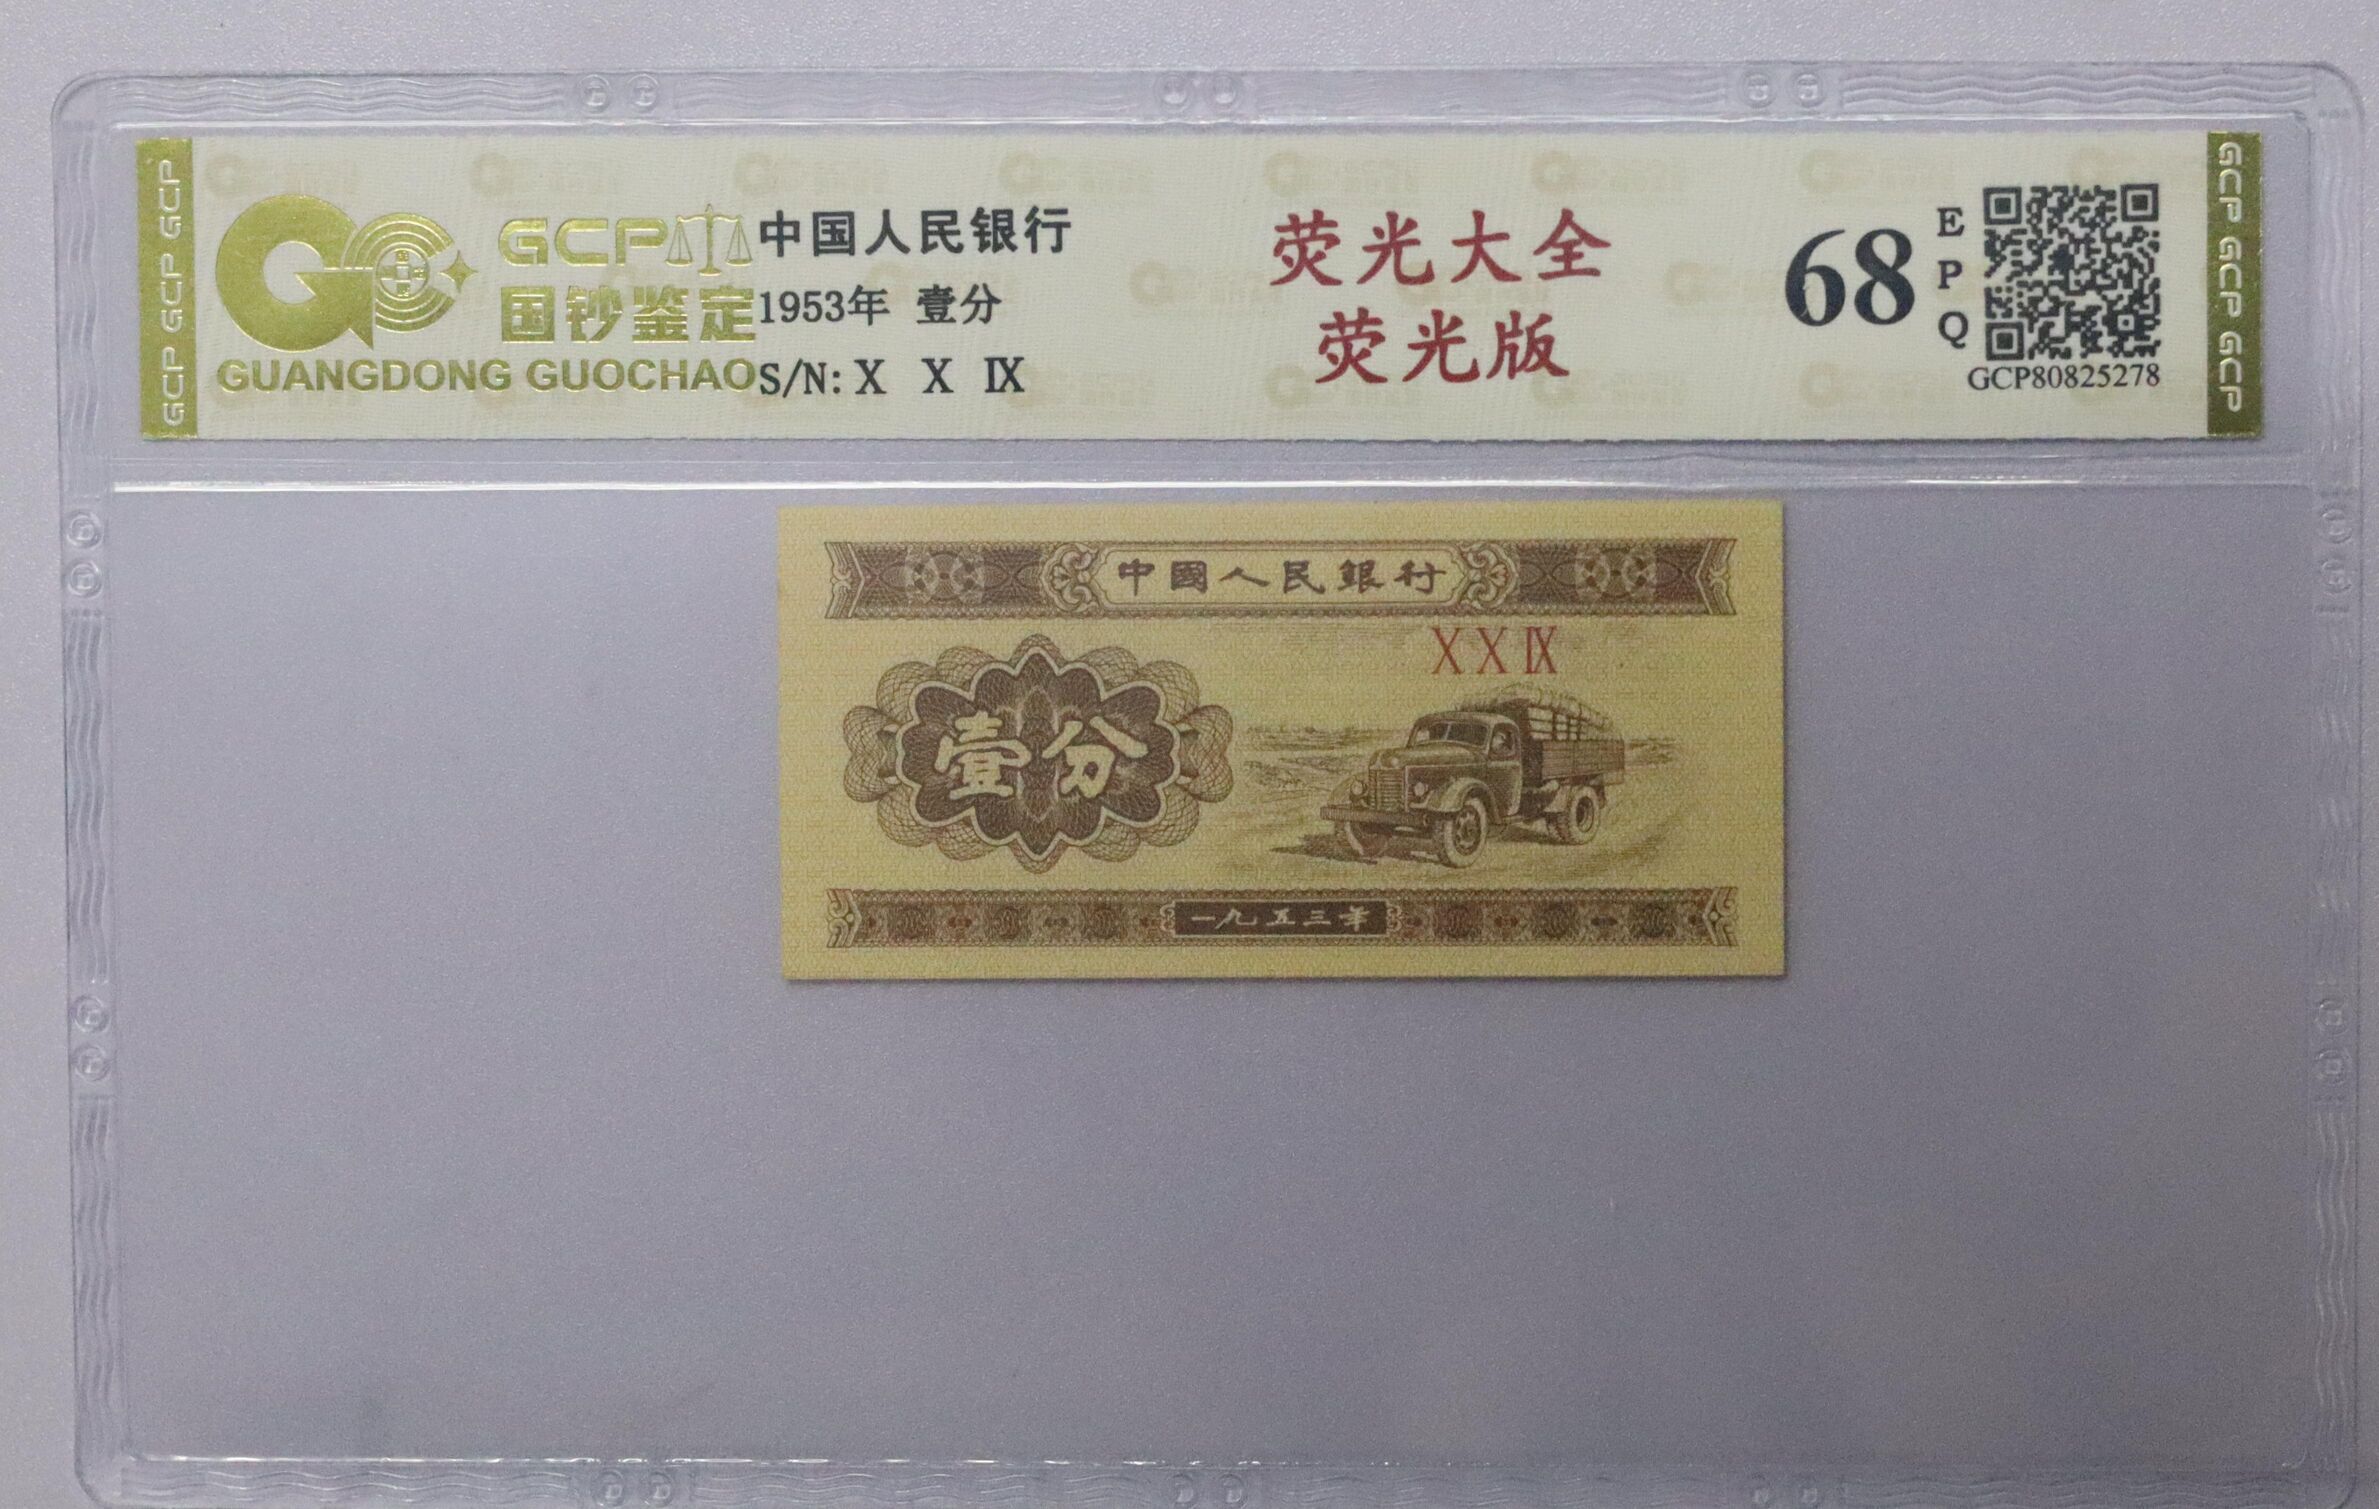 GCP GCP GCP
GCP
国钞鉴定
GUANGDONG GUOCHAO
中国人民银行
1953年 壹分
S/N: X X Ⅸ
荧光大全
荧光版
68
E
P
Q
GCP80825278
GCP GCP GCP
中國人民銀行
X X Ⅸ
壹分
一九五三年